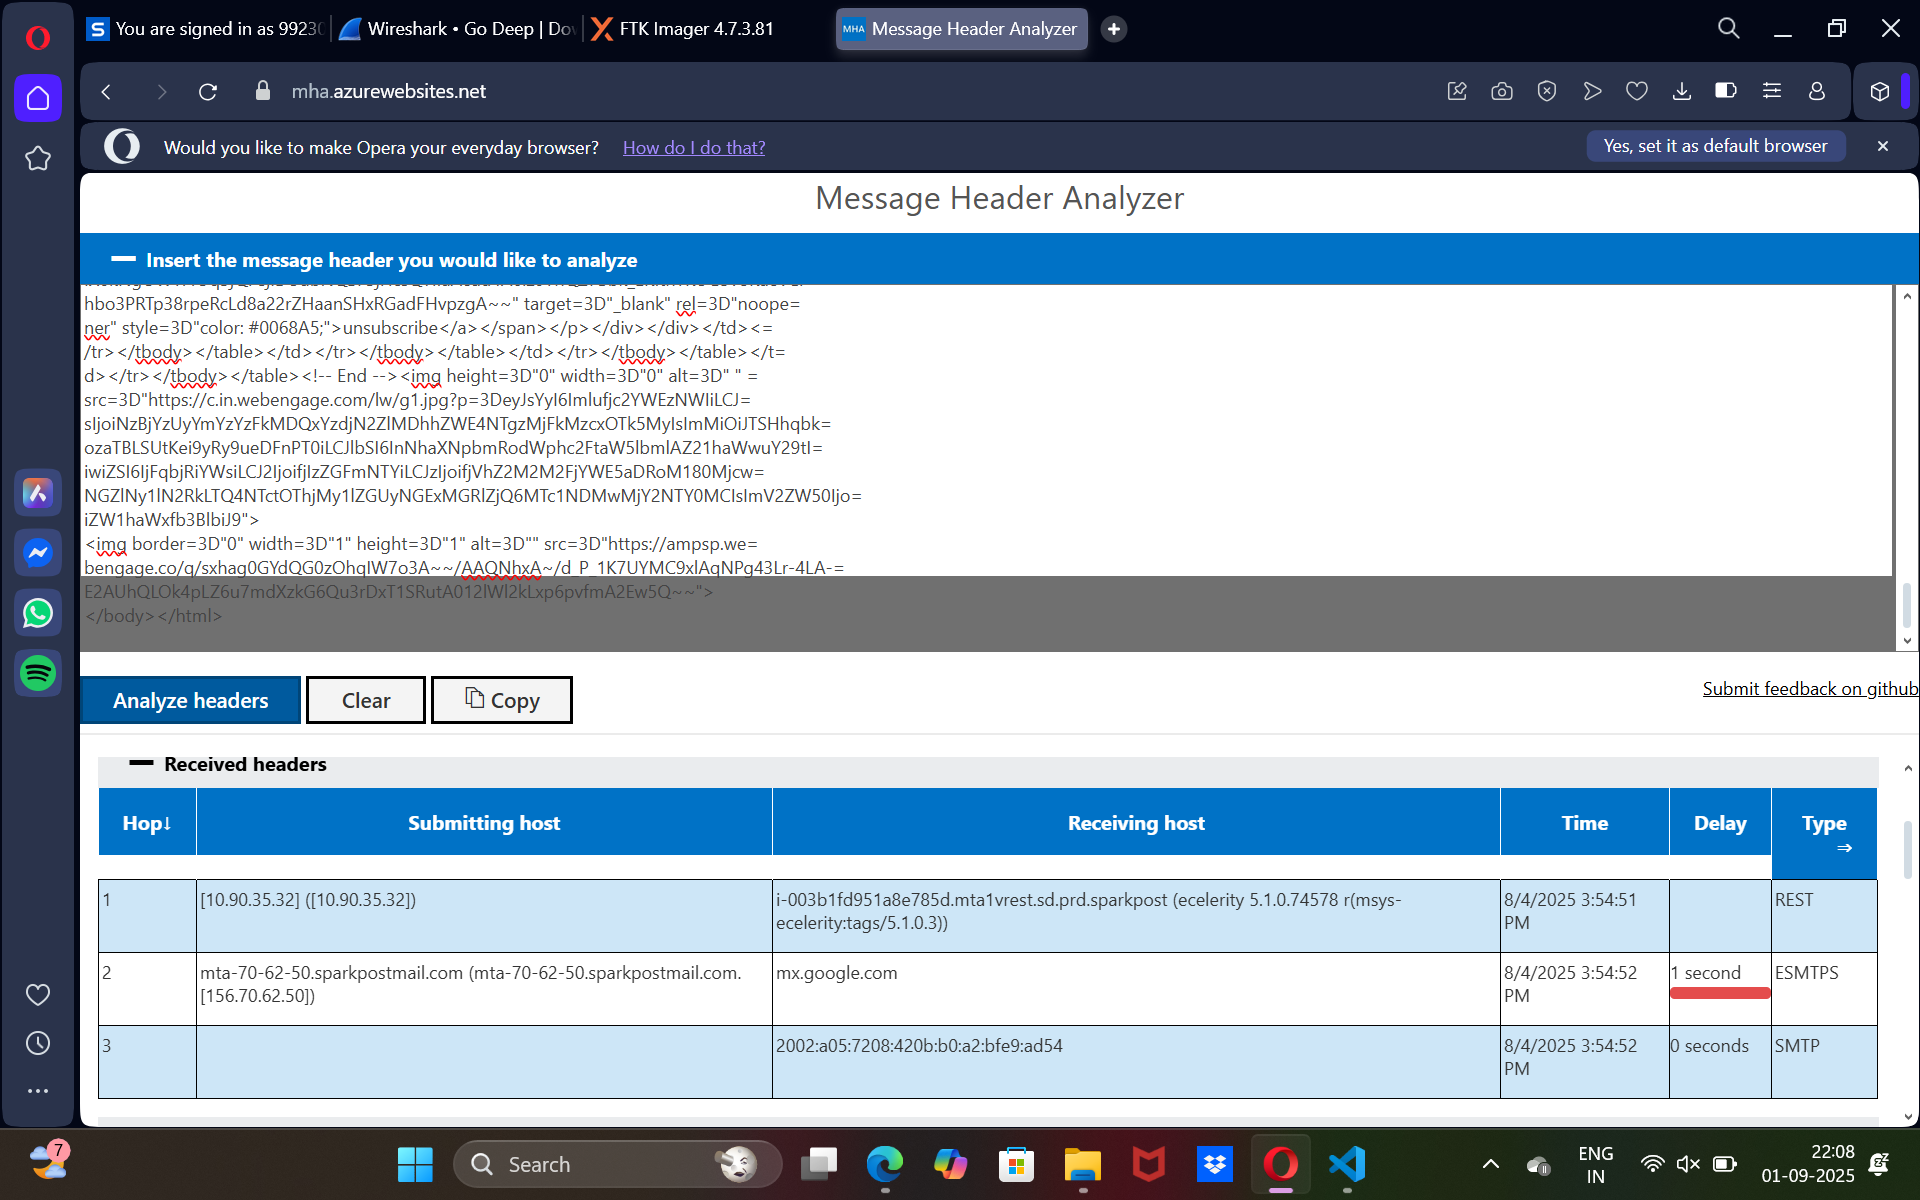 You are signed in as 9923
Wireshark • Go Deep | Do
FTK Imager 4.7.3.81
MHA
Message Header Analyzer
mha.azurewebsites.net
Would you like to make Opera your everyday browser?
How do I do that?
Yes, set it as default browser
Message Header Analyzer
Insert the message header you would like to analyze
hbo3PRTp38rpeRcLd8a22rZHaanSHxRGadFHvpzgA~~" target=3D"_blank" rel=3D"noope=
ner" style=3D"color: #0068A5;">unsubscribe</a></span></p></div></div></td><=
/tr></tbody></table></td></tr></tbody></table></td></tr></tbody></table></t=
d></tr></tbody></table><!-- End --><img height=3D"0" width=3D"0" alt=3D" " =
src=3D"https://c.in.webengage.com/lw/g1.jpg?p=3DeyJsYyI6Imlufjc2YWEzNWIiLCJ=
sIjoiNzBjYzUyYmYzYzFkMDQxYzdjN2ZlMDhhZWE4NTgzMjFkMzcxOTk5MyIsImMiOiJTSHhqbk=
ozaTBLSUtKei9yRy9ueDFnPT0iLCJlbSI6InNhaXNpbmRodWphc2FtaW5lbmlAZ21haWwuY29tI=
iwiZSI6IjFqbjRiYWsiLCJ2IjoifjIzZGFmNTYiLCJzIjoifjVhZ2M2M2FjYWE5aDRoM180Mjcw=
NGZlNy1lN2RkLTQ4NTctOThjMy1lZGUyNGExMGRlZjQ6MTc1NDMwMjY2NTY0MCIsImV2ZW50Ijo=
iZW1haWxfb3BlbiJ9">
<img border=3D"0" width=3D"1" height=3D"1" alt=3D"" src=3D"https://ampsp.we=
bengage.co/q/sxhag0GYdQG0zOhqIW7o3A~~/AAQNhxA~/d_P_1K7UYMC9xlAqNPg43Lr-4LA-=
E2AUhQLOk4pLZ6u7mdXzkG6Qu3rDxT1SRutA012lWl2kLxp6pvfmA2Ew5Q~~">
</body></html>
Analyze headers
Clear
Copy
Submit feedback on github
Received headers
Hop↓
Submitting host
Receiving host
Time
Delay
Type
⇒
1
[10.90.35.32] ([10.90.35.32])
i-003b1fd951a8e785d.mta1vrest.sd.prd.sparkpost (ecelerity 5.1.0.74578 r(msys-
ecelerity:tags/5.1.0.3))
8/4/2025 3:54:51
PM
REST
2
mta-70-62-50.sparkpostmail.com (mta-70-62-50.sparkpostmail.com.
[156.70.62.50])
mx.google.com
8/4/2025 3:54:52
PM
1 second
ESMTPS
3
2002:a05:7208:420b:b0:a2:bfe9:ad54
8/4/2025 3:54:52
PM
0 seconds
SMTP
7
Search
ENG
IN
22:08
01-09-2025